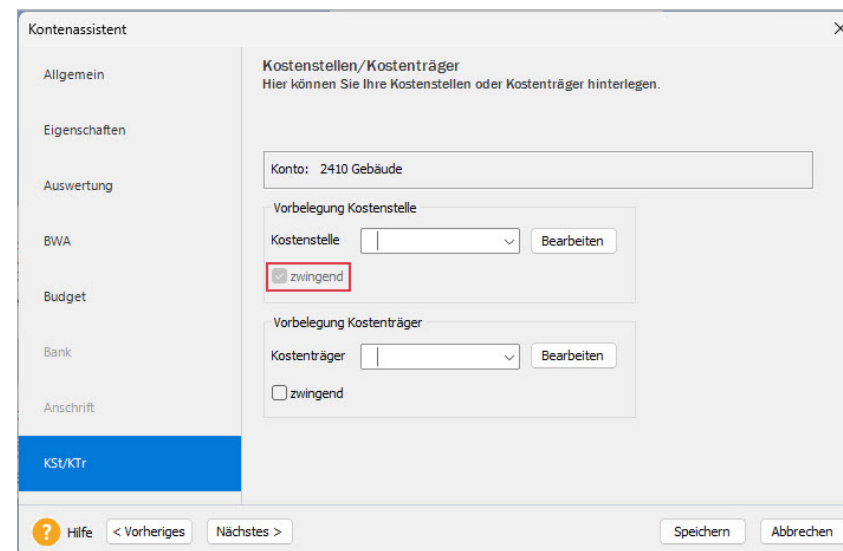 Kontenassistent
Allgemein
Eigenschaften
Auswertung
BWA
Budget
Bank
Anschrift
KSt/KTr
Kostenstellen/Kostenträger
Hier können Sie Ihre Kostenstellen oder Kostenträger hinterlegen.
Konto: 2410 Gebäude
Vorbelegung Kostenstelle
Kostenstelle Bearbeiten
zwingend
Vorbelegung Kostenträger
Kostenträger Bearbeiten
zwingend
? Hilfe < Vorheriges Nächstes > Speichern Abbrechen